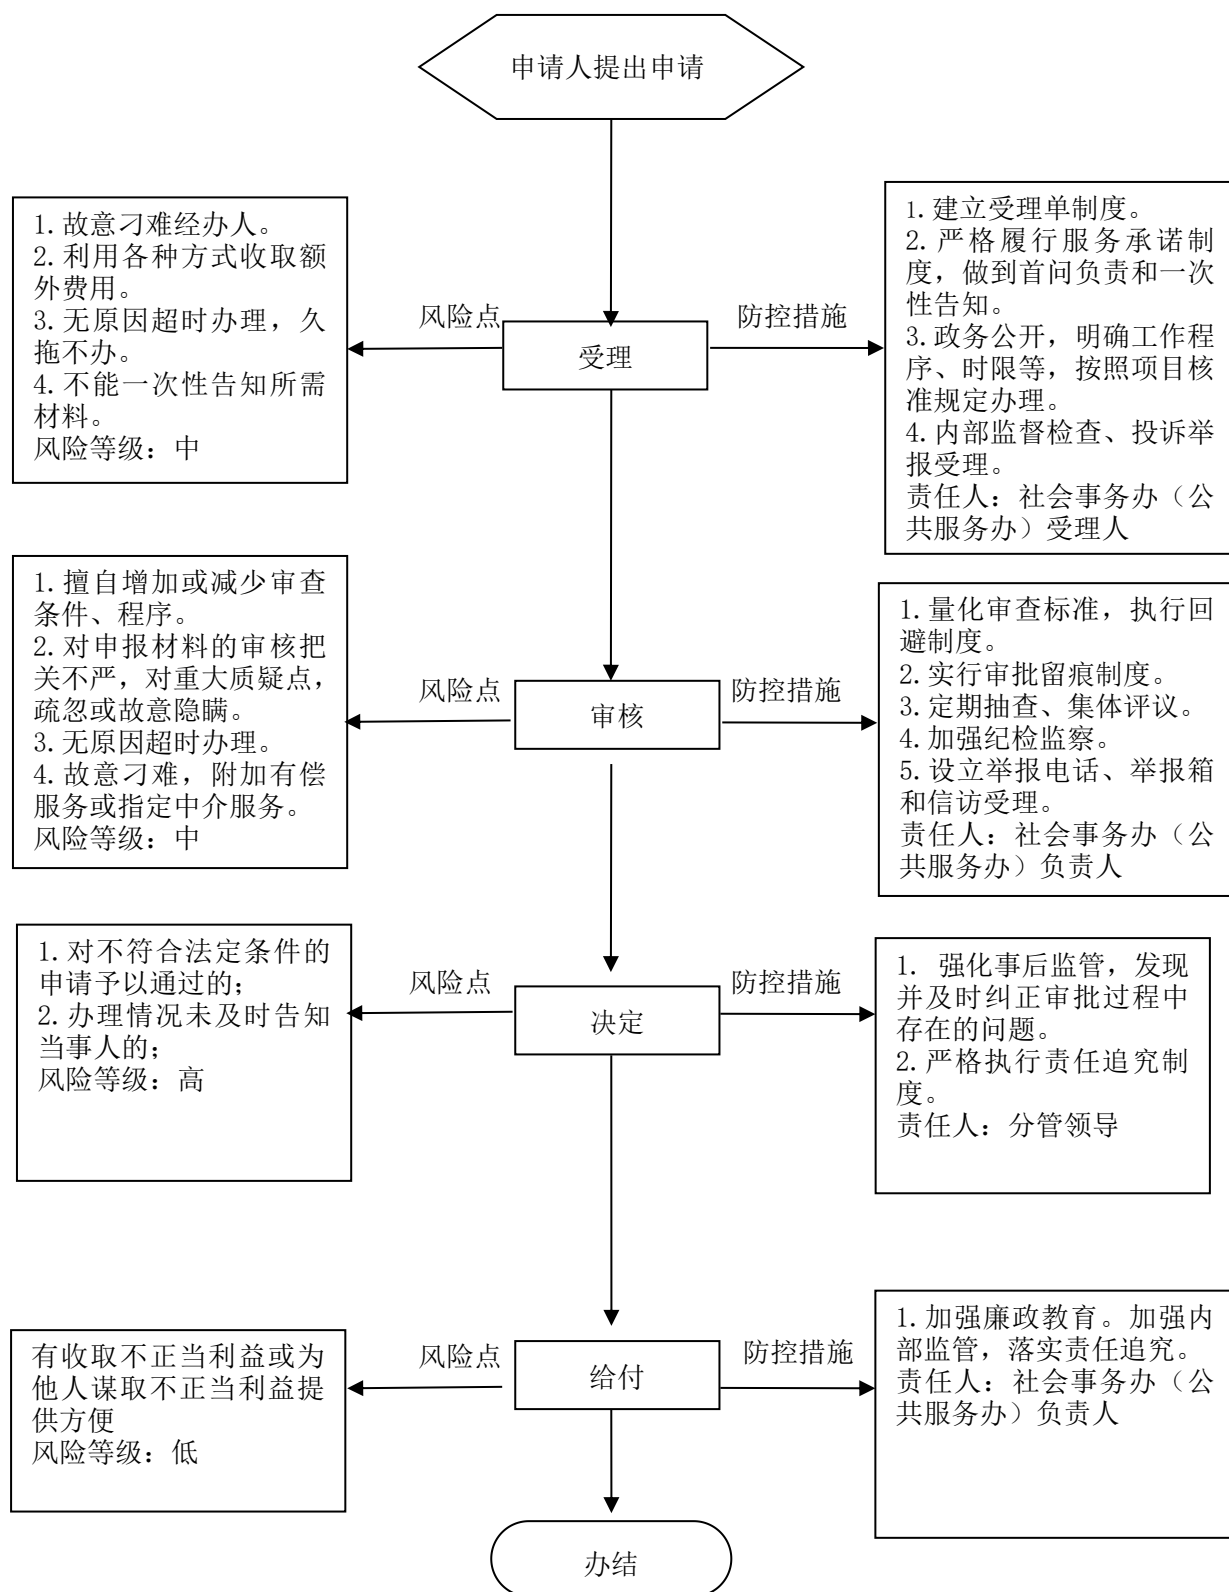 申请人提出申请
1.故意刁难经办人。
2.利用各种方式收取额
外费用。
3.无原因超时办理，久
拖不办。
4.不能一次性告知所需
材料。
风险等级：中
风险点
受理
防控措施
1.建立受理单制度。
2.严格履行服务承诺制
度，做到首问负责和一次
性告知。
3.政务公开，明确工作程
序、时限等，按照项目核
准规定办理。
4.内部监督检查、投诉举
报受理。
责任人：社会事务办（公
共服务办）受理人
1.擅自增加或减少审查
条件、程序。
2.对申报材料的审核把
关不严，对重大质疑点，
疏忽或故意隐瞒。
3.无原因超时办理。
4.故意刁难，附加有偿
服务或指定中介服务。
风险等级：中
风险点
审核
防控措施
1.量化审查标准，执行回
避制度。
2.实行审批留痕制度。
3.定期抽查、集体评议。
4.加强纪检监察。
5.设立举报电话、举报箱
和信访受理。
责任人：社会事务办（公
共服务办）负责人
1.对不符合法定条件的
申请予以通过的；
2.办理情况未及时告知
当事人的；
风险等级：高
风险点
决定
防控措施
1. 强化事后监管，发现
并及时纠正审批过程中
存在的问题。
2.严格执行责任追究制
度。
责任人：分管领导
有收取不正当利益或为
他人谋取不正当利益提
供方便
风险等级：低
风险点
给付
防控措施
1.加强廉政教育。加强内
部监管，落实责任追究。
责任人：社会事务办（公
共服务办）负责人
办结